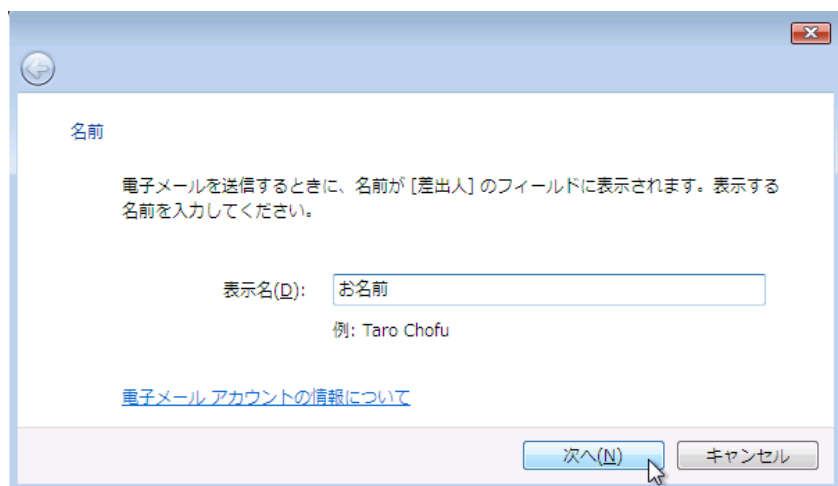 名前
電子メールを送信するときに、名前が [差出人] のフィールドに表示されます。表示する
名前を入力してください。
表示名(D): お名前
例: Taro Chofu
電子メール アカウントの情報について
次へ(N) キャンセル